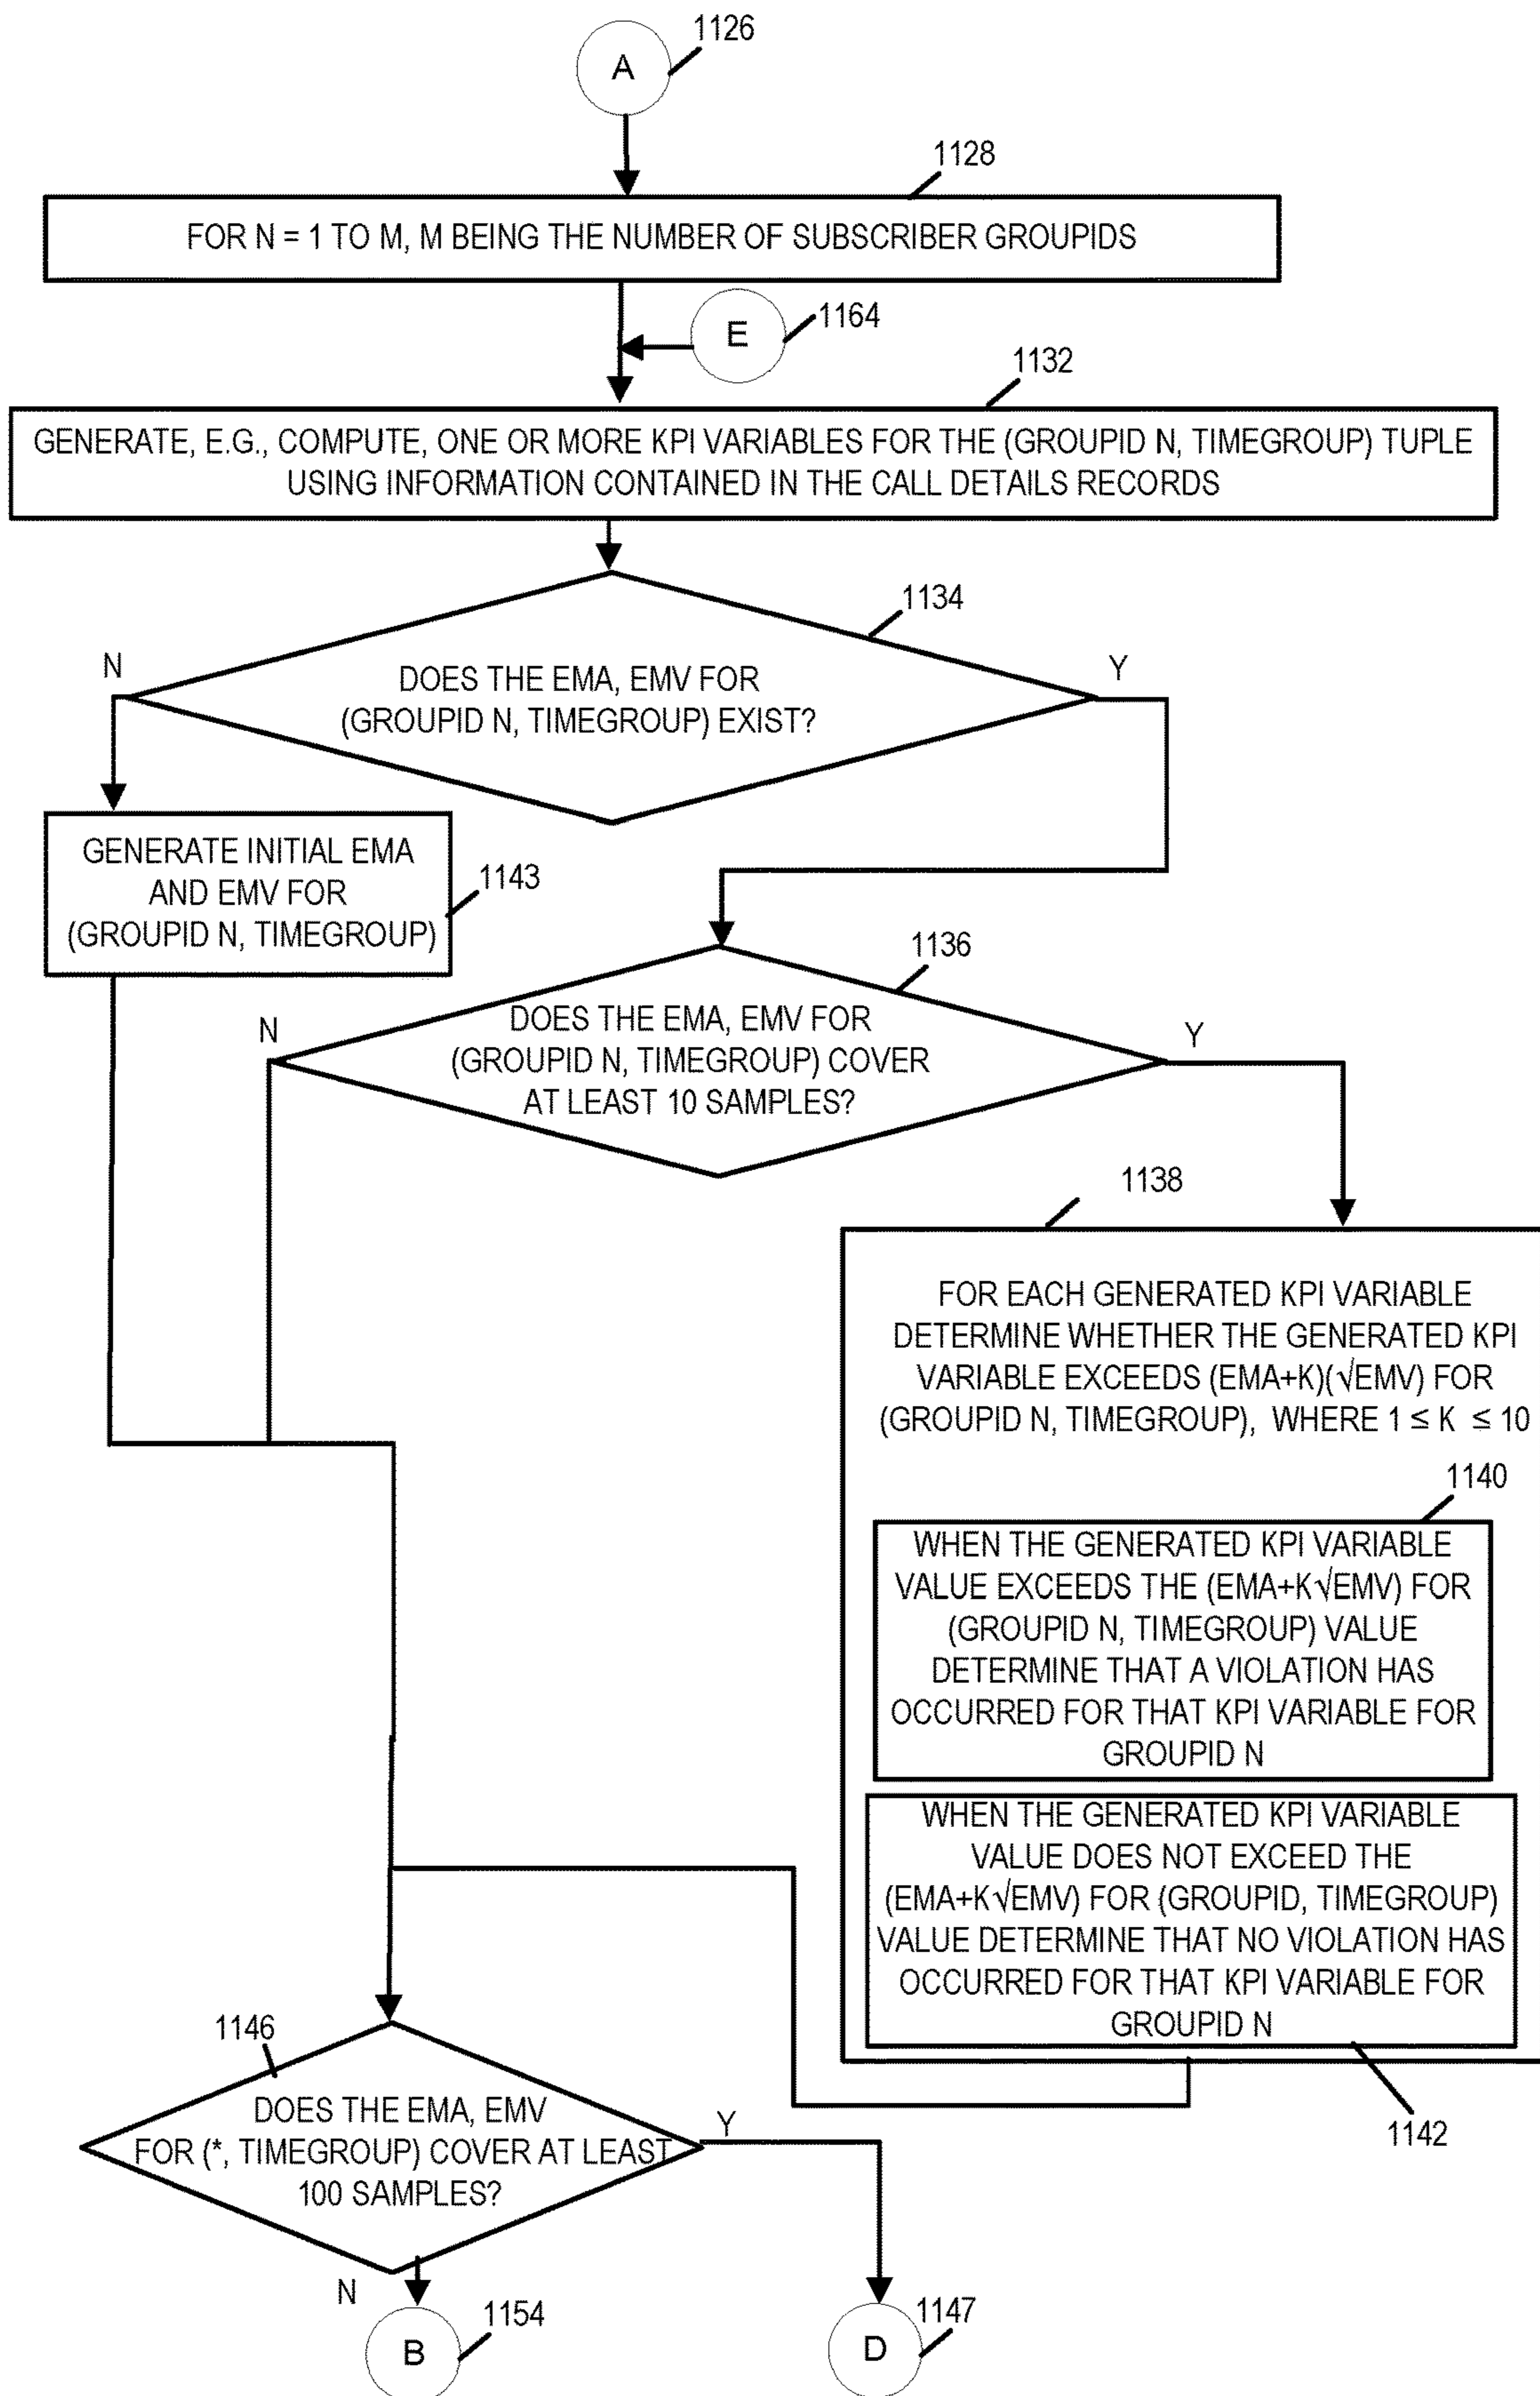 1126
A
1128
FOR N = 1 TO M, M BEING THE NUMBER OF SUBSCRIBER GROUPIDS
E
1164
1132
GENERATE, E.G., COMPUTE, ONE OR MORE KPI VARIABLES FOR THE (GROUPID N, TIMEGROUP) TUPLE
USING INFORMATION CONTAINED IN THE CALL DETAILS RECORDS
1134
N
Y
DOES THE EMA, EMV FOR
(GROUPID N, TIMEGROUP) EXIST?
GENERATE INITIAL EMA
AND EMV FOR
(GROUPID N, TIMEGROUP)
1143
1136
N
Y
DOES THE EMA, EMV FOR
(GROUPID N, TIMEGROUP) COVER
AT LEAST 10 SAMPLES?
1138
FOR EACH GENERATED KPI VARIABLE
DETERMINE WHETHER THE GENERATED KPI
VARIABLE EXCEEDS (EMA+K)(√EMV) FOR
(GROUPID N, TIMEGROUP), WHERE 1 ≤ K ≤ 10
1140
WHEN THE GENERATED KPI VARIABLE
VALUE EXCEEDS THE (EMA+K√EMV) FOR
(GROUPID N, TIMEGROUP) VALUE
DETERMINE THAT A VIOLATION HAS
OCCURRED FOR THAT KPI VARIABLE FOR
GROUPID N
WHEN THE GENERATED KPI VARIABLE
VALUE DOES NOT EXCEED THE
(EMA+K√EMV) FOR (GROUPID, TIMEGROUP)
VALUE DETERMINE THAT NO VIOLATION HAS
OCCURRED FOR THAT KPI VARIABLE FOR
GROUPID N
1142
1146
DOES THE EMA, EMV
FOR (*, TIMEGROUP) COVER AT LEAST
100 SAMPLES?
Y
N
B
1154
D
1147